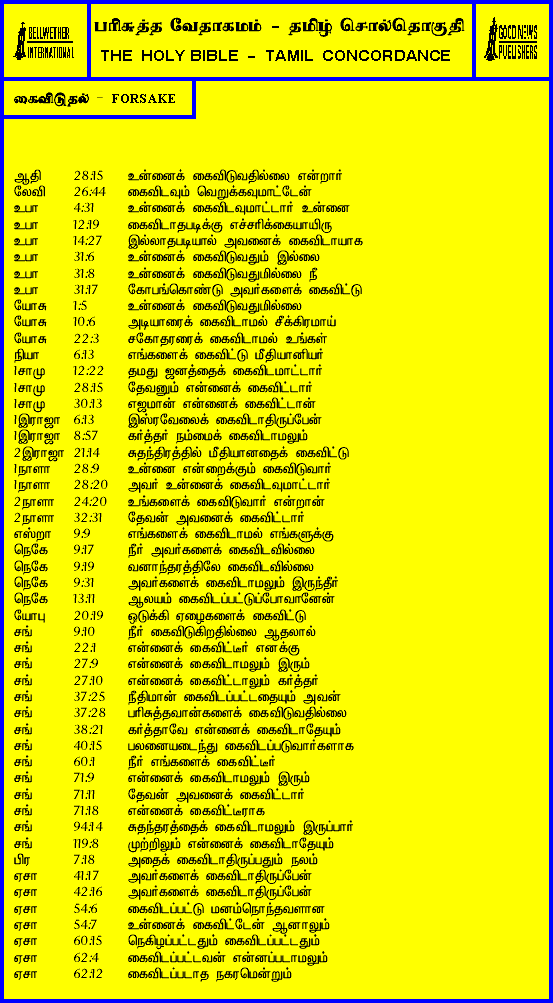 BELLWETHER
INTERNATIONAL
பரிசுத்த வேதாகமம் - தமிழ் சொல்தொகுதி
THE HOLY BIBLE - TAMIL CONCORDANCE
GOOD NEWS
PUBLISHERS
கைவிடுதல் - FORSAKE
ஆதி 28:15 உன்னைக் கைவிடுவதில்லை என்றார்
லேவி 26:44 கைவிடவும் வெறுக்கவுமாட்டேன்
உபா 4:31 உன்னைக் கைவிடவுமாட்டார் உன்னை
உபா 12:19 கைவிடாதபடிக்கு எச்சரிக்கையாயிரு
உபா 14:27 இல்லாதபடியால் அவனைக் கைவிடாயாக
உபா 31:6 உன்னைக் கைவிடுவதும் இல்லை
உபா 31:8 உன்னைக் கைவிடுவதுமில்லை நீ
உபா 31:17 கோபங்கொண்டு அவர்களைக் கைவிட்டு
யோசு 1:5 உன்னைக் கைவிடுவதுமில்லை
யோசு 10:6 அடியாரைக் கைவிடாமல் சீக்கிரமாய்
யோசு 22:3 சகோதரரைக் கைவிடாமல் உங்கள்
நியா 6:13 எங்களைக் கைவிட்டு மீதியானியர்
1சாமு 12:22 தமது ஜனத்தைக் கைவிடமாட்டார்
1சாமு 28:15 தேவனும் என்னைக் கைவிட்டார்
1சாமு 30:13 எஜமான் என்னைக் கைவிட்டான்
1இராஜா 6:13 இஸ்ரவேலைக் கைவிடாதிருப்பேன்
1இராஜா 8:57 கர்த்தர் நம்மைக் கைவிடாமலும்
2இராஜா 21:14 சுதந்திரத்தில் மீதியானதைக் கைவிட்டு
1நாளா 28:9 உன்னை என்றைக்கும் கைவிடுவார்
1நாளா 28:20 அவர் உன்னைக் கைவிடவுமாட்டார்
2நாளா 24:20 உங்களைக் கைவிடுவார் என்றான்
2நாளா 32:31 தேவன் அவனைக் கைவிட்டார்
எஸ்றா 9:9 எங்களைக் கைவிடாமல் எங்களுக்கு
நெகே 9:17 நீர் அவர்களைக் கைவிடவில்லை
நெகே 9:19 வனாந்தரத்திலே கைவிடவில்லை
நெகே 9:31 அவர்களைக் கைவிடாமலும் இருந்தீர்
நெகே 13:11 ஆலயம் கைவிடப்பட்டுப்போவானேன்
யோபு 20:19 ஒடுக்கி ஏழைகளைக் கைவிட்டு
சங் 9:10 நீர் கைவிடுகிறதில்லை ஆதலால்
சங் 22:1 என்னைக் கைவிட்டீர் எனக்கு
சங் 27:9 என்னைக் கைவிடாமலும் இரும்
சங் 27:10 என்னைக் கைவிட்டாலும் கர்த்தர்
சங் 37:25 நீதிமான் கைவிடப்பட்டதையும் அவன்
சங் 37:28 பரிசுத்தவான்களைக் கைவிடுவதில்லை
சங் 38:21 கர்த்தாவே என்னைக் கைவிடாதேயும்
சங் 40:15 பலனையடைந்து கைவிடப்படுவார்களாக
சங் 60:1 நீர் எங்களைக் கைவிட்டீர்
சங் 71:9 என்னைக் கைவிடாமலும் இரும்
சங் 71:11 தேவன் அவனைக் கைவிட்டார்
சங் 71:18 என்னைக் கைவிட்டீராக
சங் 94:14 சுதந்தரத்தைக் கைவிடாமலும் இருப்பார்
சங் 119:8 முற்றிலும் என்னைக் கைவிடாதேயும்
பிர 7:18 அதைக் கைவிடாதிருப்பதும் நலம்
ஏசா 41:17 அவர்களைக் கைவிடாதிருப்பேன்
ஏசா 42:16 அவர்களைக் கைவிடாதிருப்பேன்
ஏசா 54:6 கைவிடப்பட்டு மனம்நொந்தவளான
ஏசா 54:7 உன்னைக் கைவிட்டேன் ஆனாலும்
ஏசா 60:15 நெகிழப்பட்டதும் கைவிடப்பட்டதும்
ஏசா 62:4 கைவிடப்பட்டவன் என்னப்படாமலும்
ஏசா 62:12 கைவிடப்படாத நகரமென்றும்